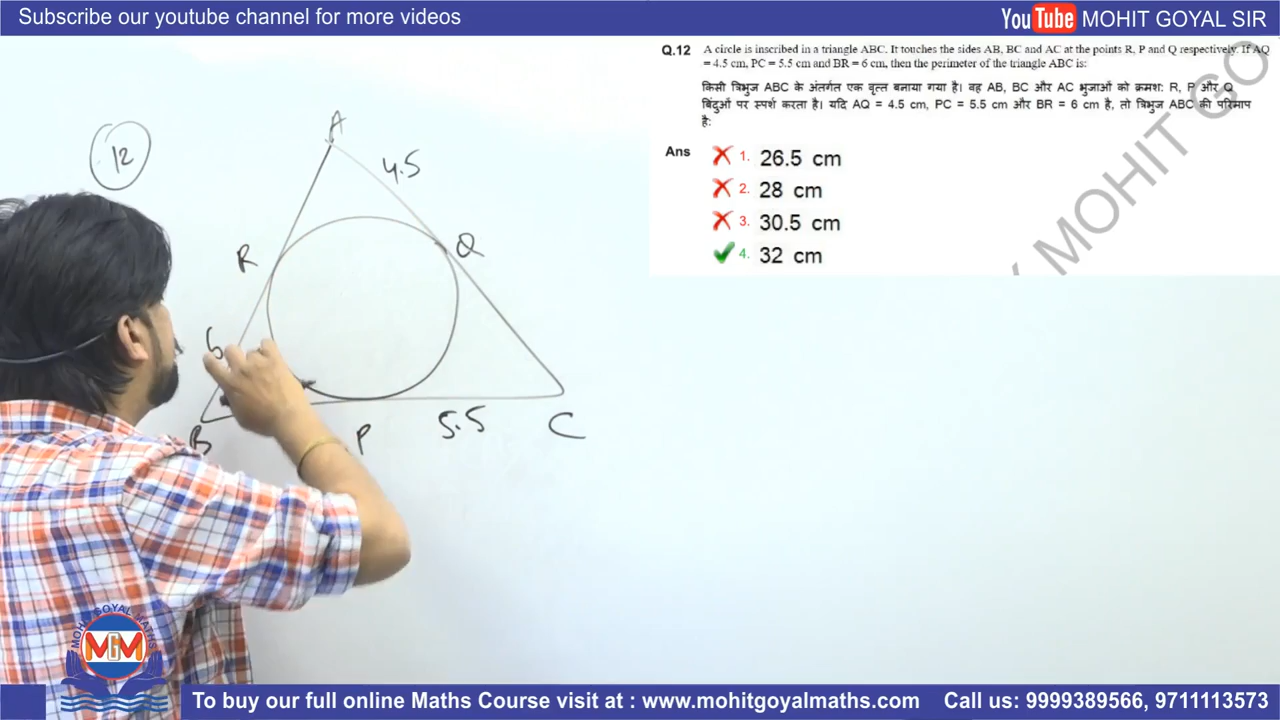 Subscribe our youtube channel for more videos
YouTube MOHIT GOYAL SIR
Q.12 A circle is inscribed in a triangle ABC. It touches the sides AB, BC and AC at the points R, P and Q respectively. If AQ
= 4.5 cm, PC = 5.5 cm and BR = 6 cm, then the perimeter of the triangle ABC is:
किसी त्रिभुज ABC के अंतर्गत एक वृत्त बनाया गया है। वह AB, BC और AC भुजाओं को क्रमश: R, P और Q
बिंदुओं पर स्पर्श करता है। यदि AQ = 4.5 cm, PC = 5.5 cm और BR = 6 cm है, तो त्रिभुज ABC की परिमाप
है:
Ans
1. 26.5 cm
2. 28 cm
3. 30.5 cm
4. 32 cm
MOHIT GO
12
A
4.5
R
Q
6
B
P
5.5
C
MOHIT GOYAL MATHS
MGM
To buy our full online Maths Course visit at : www.mohitgoyalmaths.com Call us: 9999389566, 9711113573